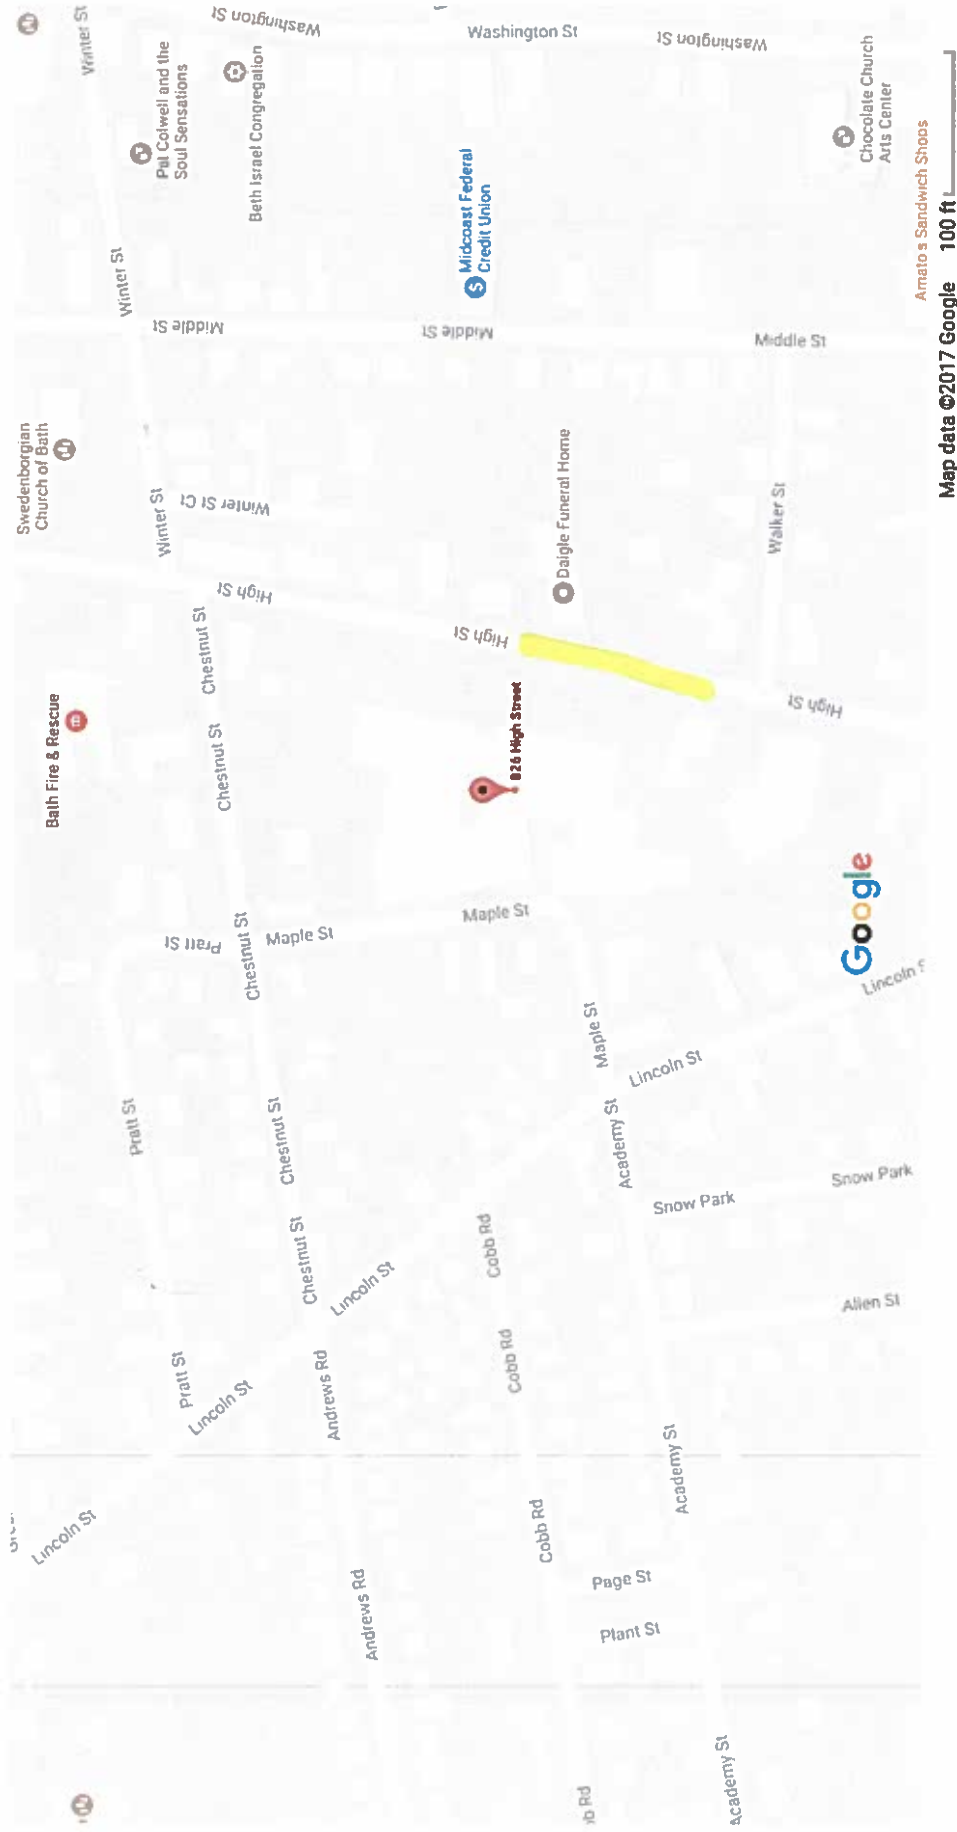 Winter St
Washington St
Washington St
Washington St
Pat Colwell and the
Soul Sensations
Beth Israel Congregation
Chocolate Church
Arts Center
Amato s Sandwich Shops
Midcoast Federal
Credit Union
Winter St
Middle St
Middle St
Middle St
Swedenborgian
Church of Bath
Winter St
Winter St Ct
Daigle Funeral Home
Walker St
High St
High St
High St
Chestnut St
Chestnut St
Bath Fire & Rescue
826 High Street
Google
Map data ©2017 Google
100 ft
Pratt St
Chestnut St
Maple St
Maple St
Maple St
Lincoln
Lincoln St
Pratt St
Chestnut St
Academy St
Snow Park
Snow Park
Chestnut St
Lincoln St
Cobb Rd
Allen St
Pratt St
Lincoln St
Andrews Rd
Cobb Rd
Academy St
Lincoln St
Cobb Rd
Andrews Rd
Page St
Plant St
Academy St
bb Rd